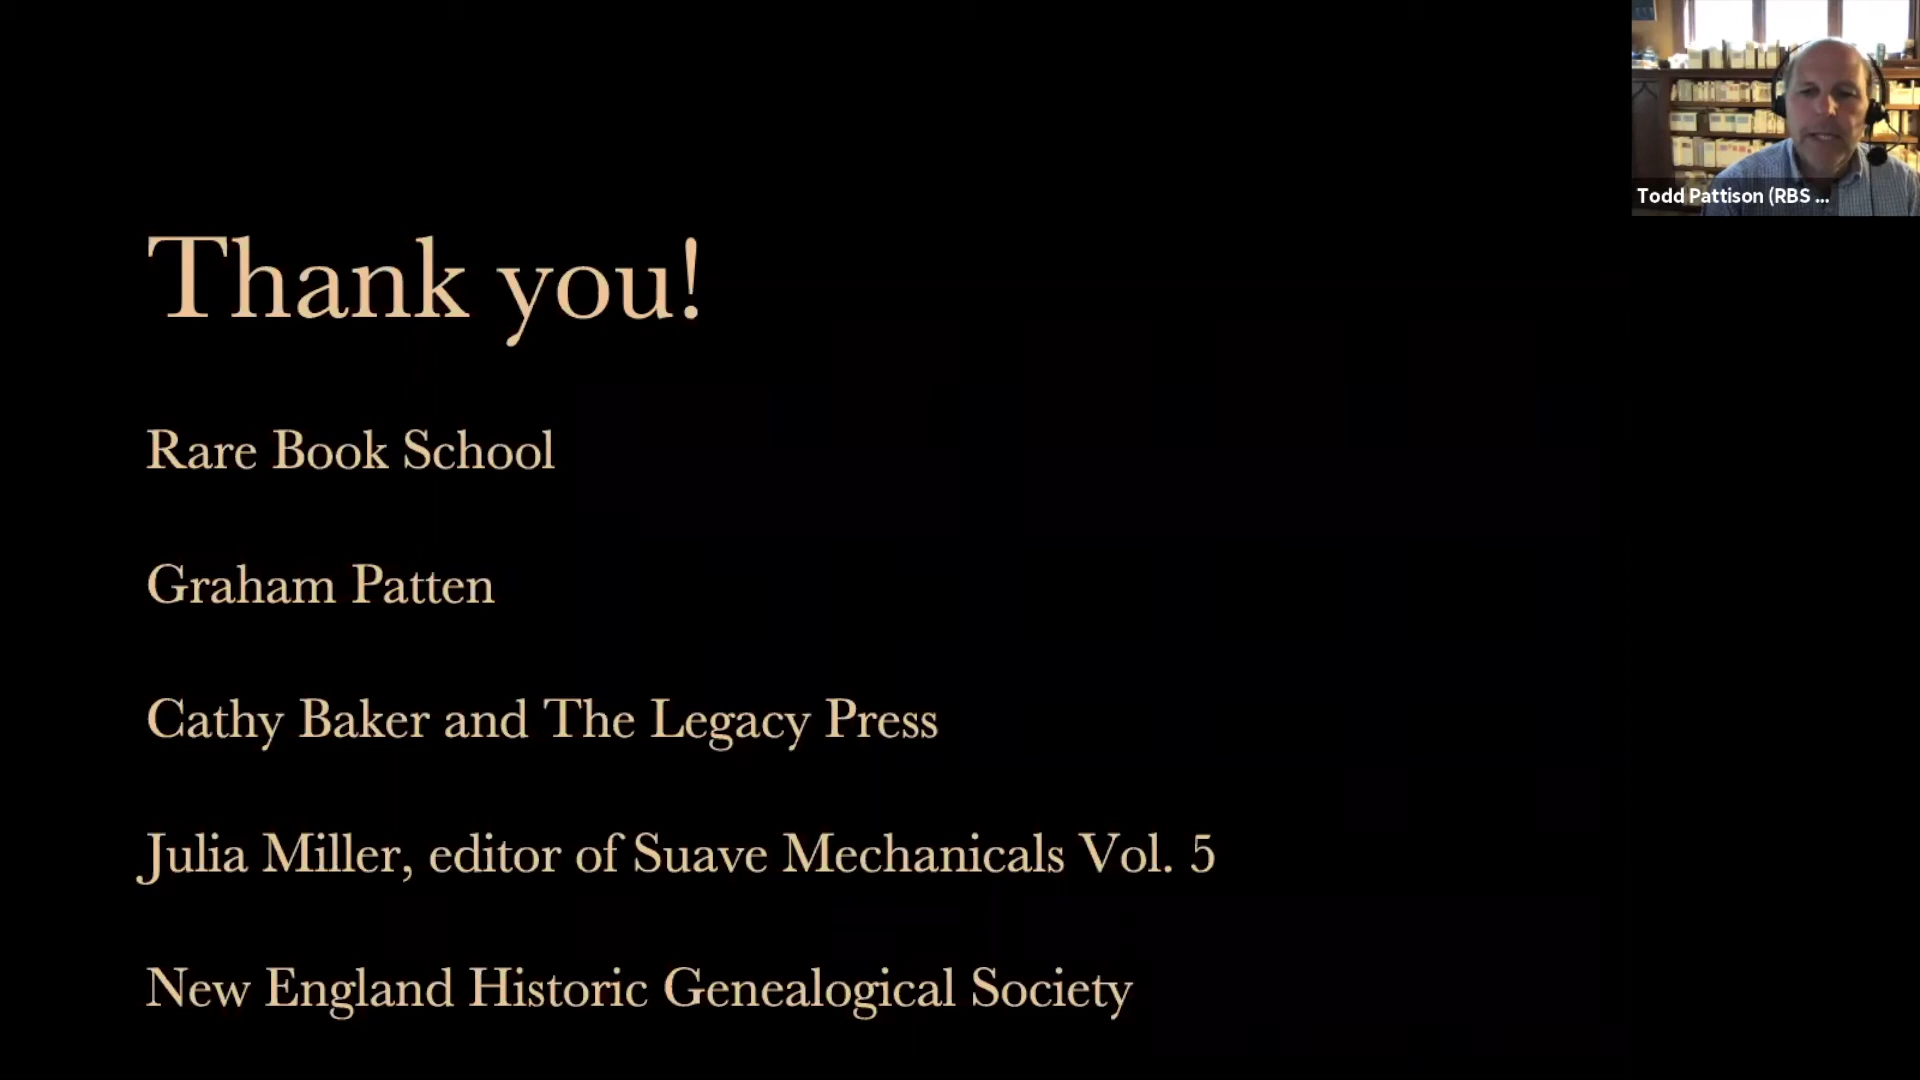 Todd Pattison (RBS ...
Thank you!
Rare Book School
Graham Patten
Cathy Baker and The Legacy Press
Julia Miller, editor of Suave Mechanicals Vol. 5
New England Historic Genealogical Society